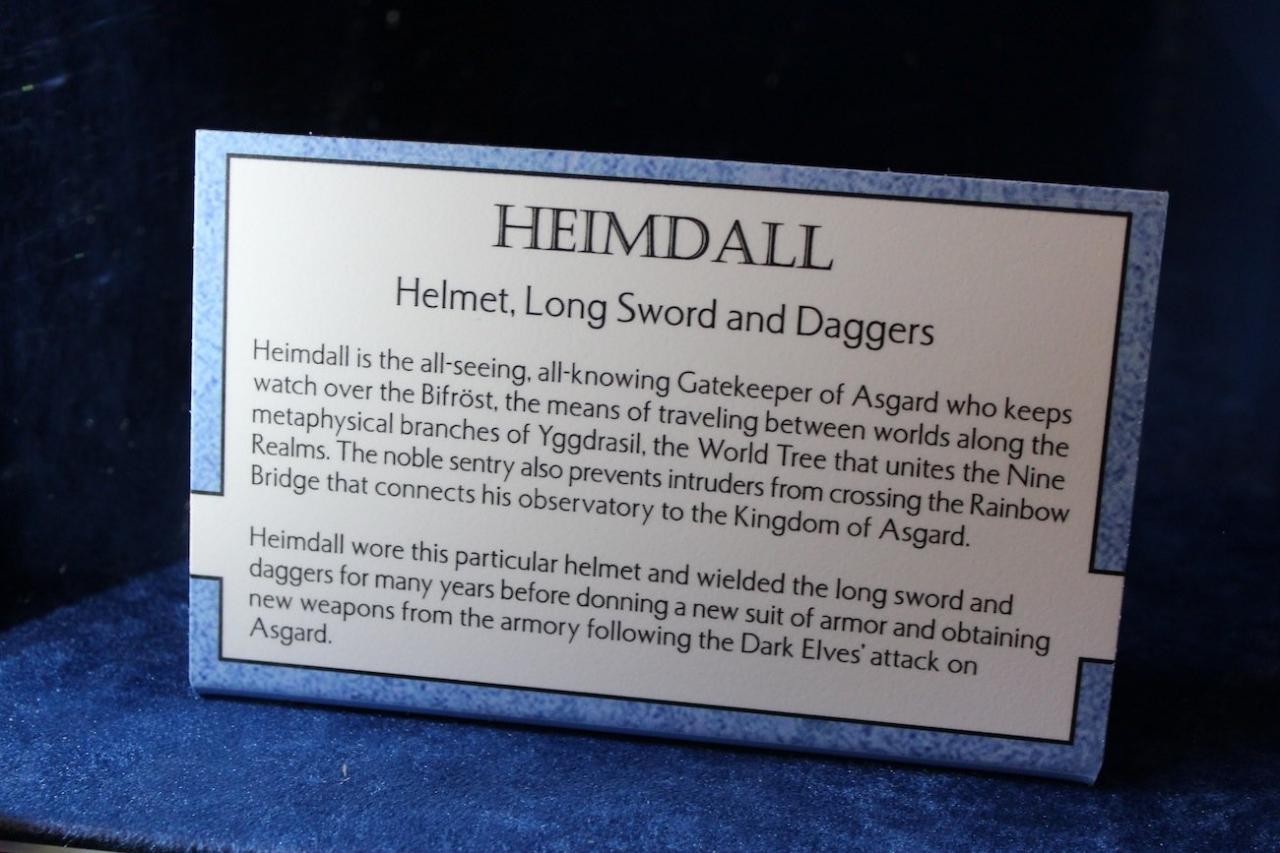 HEIMDALL
Helmet, Long Sword and Daggers
Heimdall is the all-seeing, all-knowing Gatekeeper of Asgard who keeps
watch over the Bifröst, the means of traveling between worlds along the
metaphysical branches of Yggdrasil, the World Tree that unites the Nine
Realms. The noble sentry also prevents intruders from crossing the Rainbow
Bridge that connects his observatory to the Kingdom of Asgard.
Heimdall wore this particular helmet and wielded the long sword and
daggers for many years before donning a new suit of armor and obtaining
new weapons from the armory following the Dark Elves' attack on
Asgard.